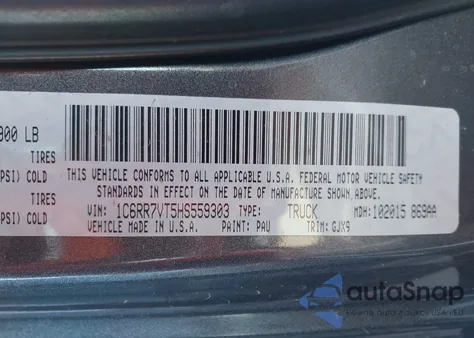 900 LB
TIRES
PSI) COLD
TIRES
PSI) COLD
THIS VEHICLE CONFORMS TO ALL APPLICABLE U.S.A. FEDERAL MOTOR VEHICLE SAFETY
STANDARDS IN EFFECT ON THE DATE OF MANUFACTURE SHOWN ABOVE.
VIN: 1C6RR7VT5HS559303 TYPE: TRUCK MDH: 102015 869AA
VEHICLE MADE IN U.S.A. PAINT: PAU TRIM: GJX9
autoSnap